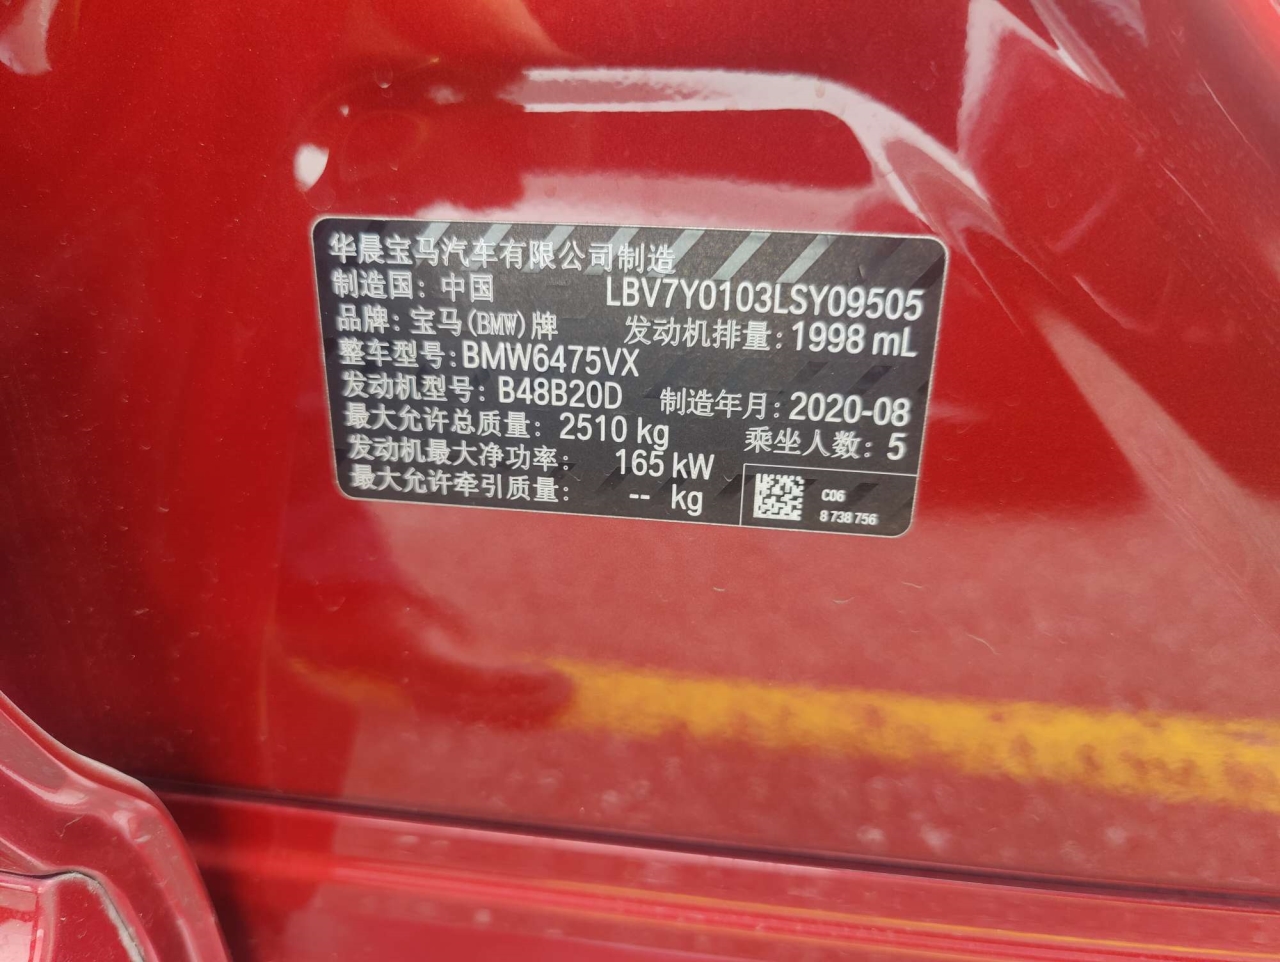 华晨宝马汽车有限公司制造
制造国：中国 LBV7Y0103LSY09505
品牌：宝马(BMW)牌 发动机排量：1998 mL
整车型号：BMW6475VX
发动机型号：B48B20D 制造年月：2020-08
最大允许总质量：2510 kg 乘坐人数：5
发动机最大净功率：165 kW
最大允许牵引质量：-- kg
C06
8 738 756